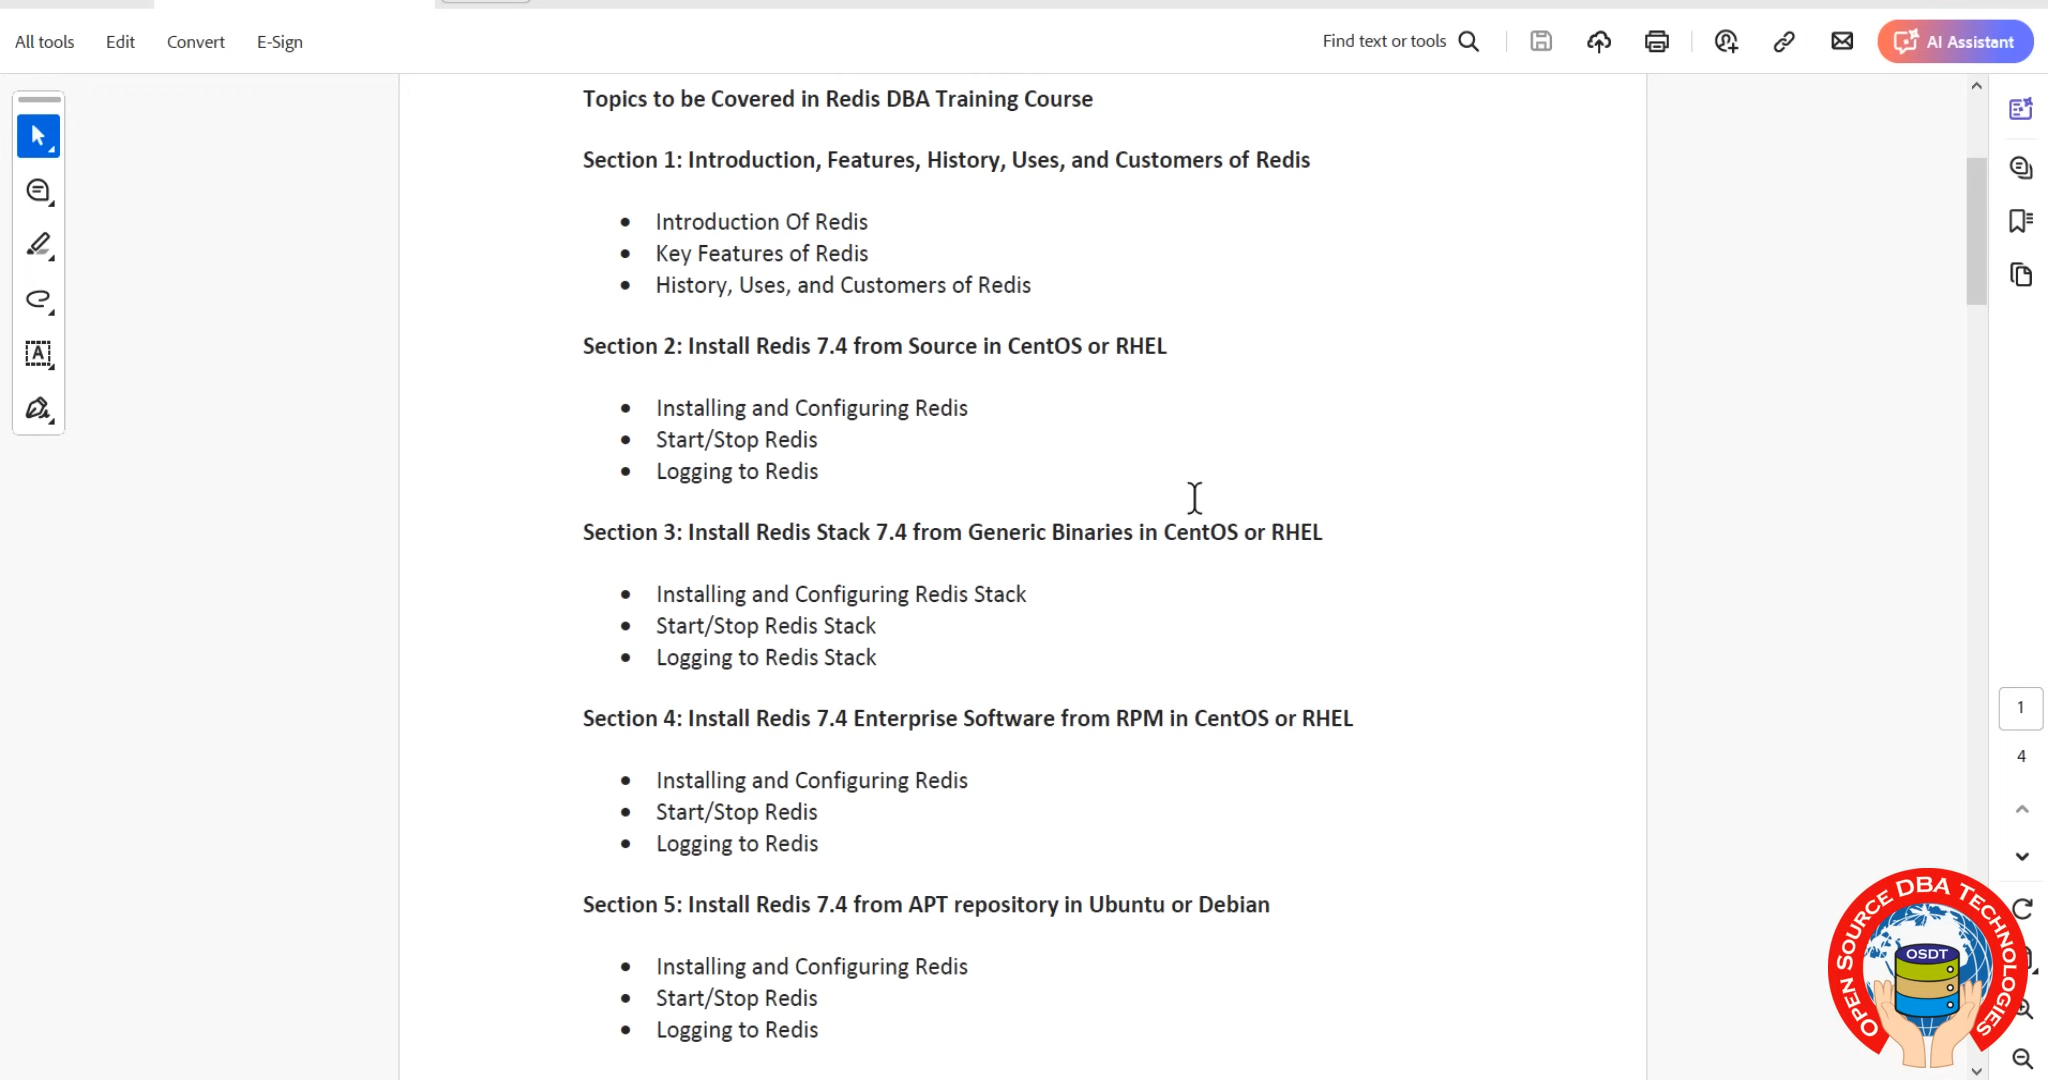 All tools Edit Convert E-Sign Find text or tools AI Assistant
Topics to be Covered in Redis DBA Training Course
Section 1: Introduction, Features, History, Uses, and Customers of Redis
• Introduction Of Redis
• Key Features of Redis
• History, Uses, and Customers of Redis
Section 2: Install Redis 7.4 from Source in CentOS or RHEL
• Installing and Configuring Redis
• Start/Stop Redis
• Logging to Redis
Section 3: Install Redis Stack 7.4 from Generic Binaries in CentOS or RHEL
• Installing and Configuring Redis Stack
• Start/Stop Redis Stack
• Logging to Redis Stack
Section 4: Install Redis 7.4 Enterprise Software from RPM in CentOS or RHEL
• Installing and Configuring Redis
• Start/Stop Redis
• Logging to Redis
Section 5: Install Redis 7.4 from APT repository in Ubuntu or Debian
• Installing and Configuring Redis
• Start/Stop Redis
• Logging to Redis
1
4
OPEN SOURCE DBA TECHNOLOGIES
OSDT